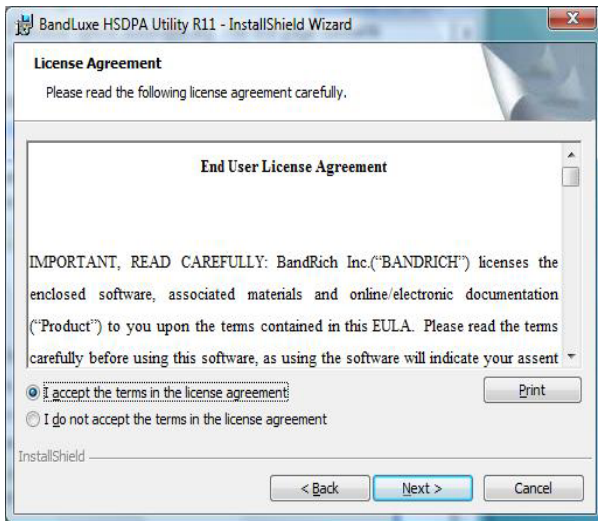 BandLuxe HSDPA Utility R11 - InstallShield Wizard
License Agreement
Please read the following license agreement carefully.
End User License Agreement
IMPORTANT, READ CAREFULLY: BandRich Inc.(“BANDRICH”) licenses the
enclosed software, associated materials and online/electronic documentation
(“Product”) to you upon the terms contained in this EULA. Please read the terms
carefully before using this software, as using the software will indicate your assent
I accept the terms in the license agreement
Print
I do not accept the terms in the license agreement
InstallShield
< Back
Next >
Cancel